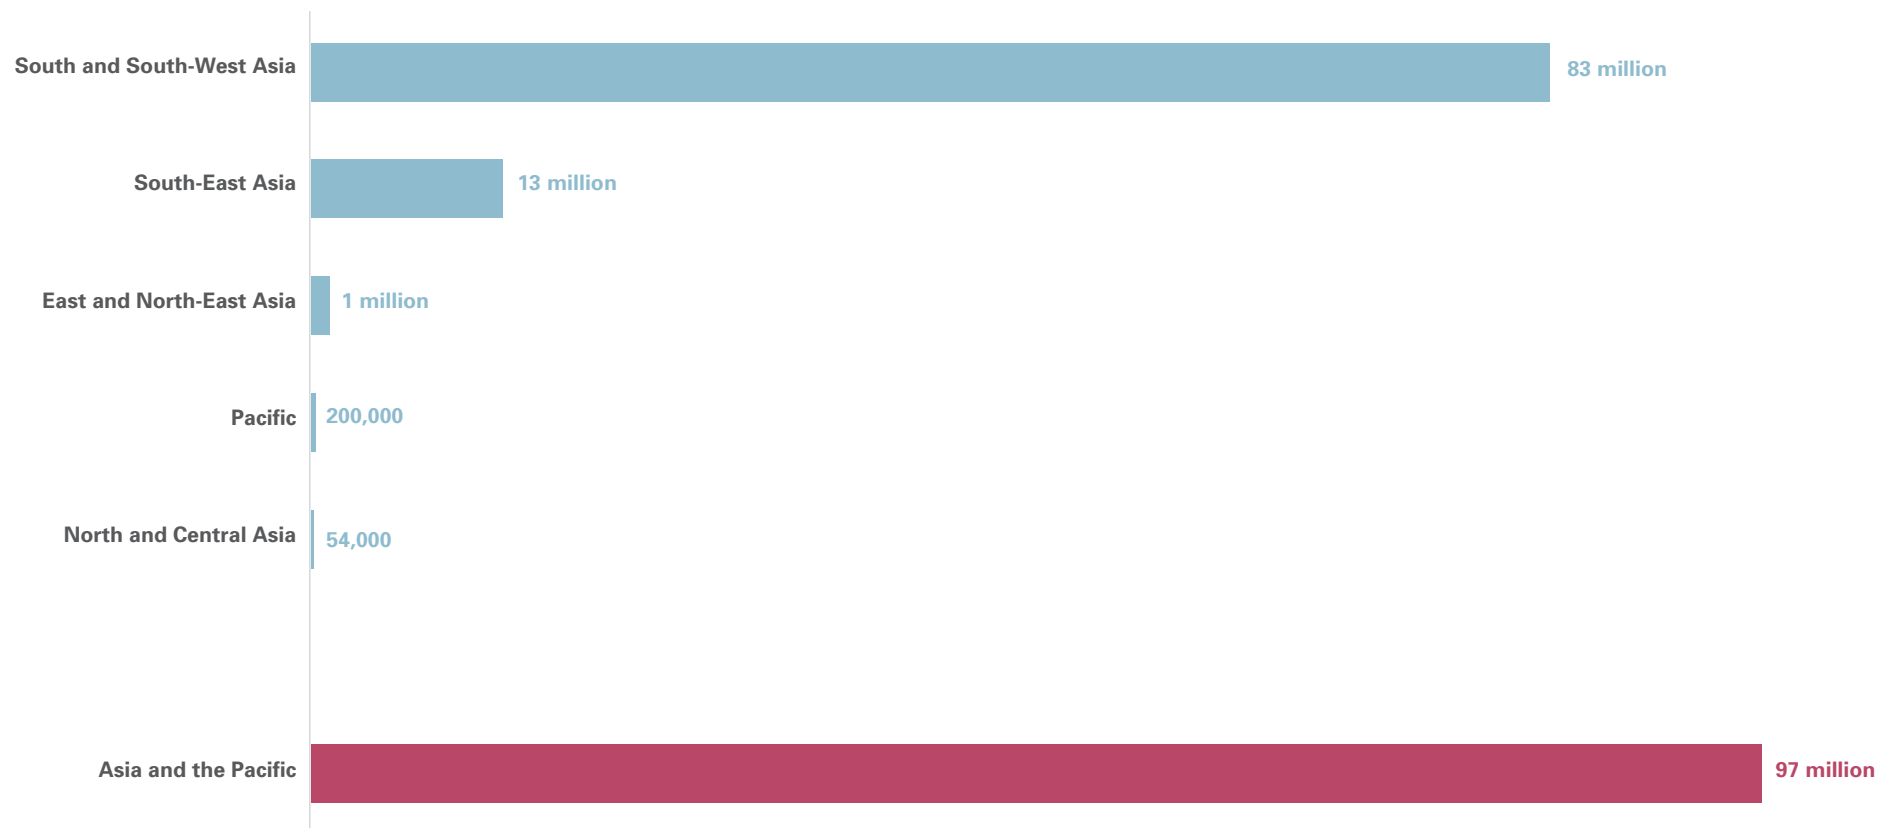 South and South-West Asia 83 million
South-East Asia 13 million
East and North-East Asia 1 million
Pacific 200,000
North and Central Asia 54,000
Asia and the Pacific 97 million